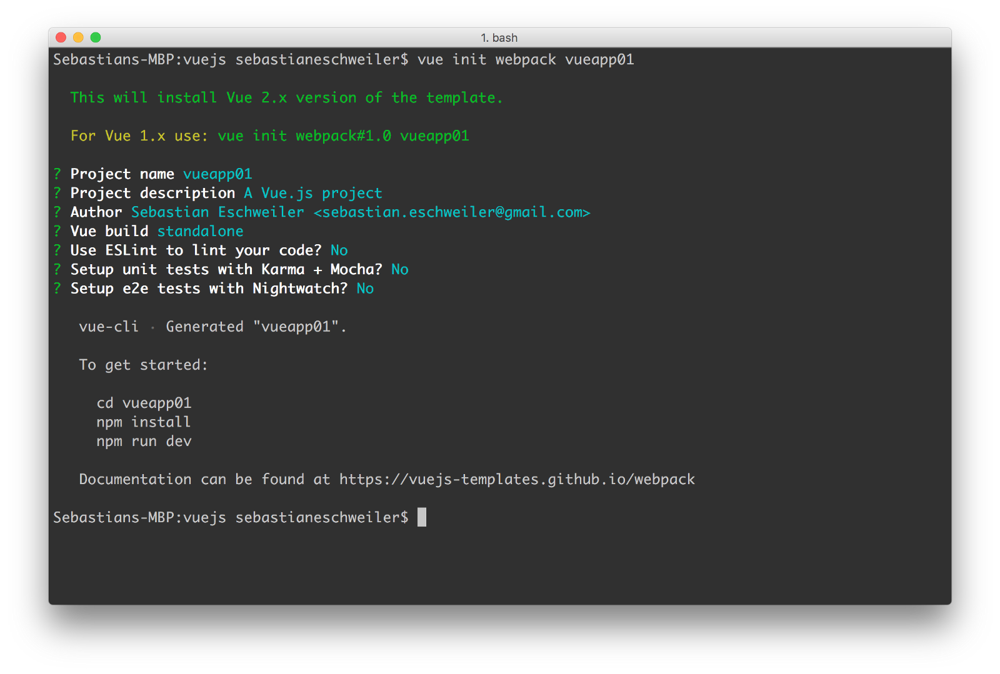 1. bash
Sebastians-MBP:vuejs sebastianeschweiler$ vue init webpack vueapp01
This will install Vue 2.x version of the template.
For Vue 1.x use: vue init webpack#1.0 vueapp01
? Project name vueapp01
? Project description A Vue.js project
? Author Sebastian Eschweiler <sebastian.eschweiler@gmail.com>
? Vue build standalone
? Use ESLint to lint your code? No
? Setup unit tests with Karma + Mocha? No
? Setup e2e tests with Nightwatch? No
vue-cli · Generated "vueapp01".
To get started:
cd vueapp01
npm install
npm run dev
Documentation can be found at https://vuejs-templates.github.io/webpack
Sebastians-MBP:vuejs sebastianeschweiler$